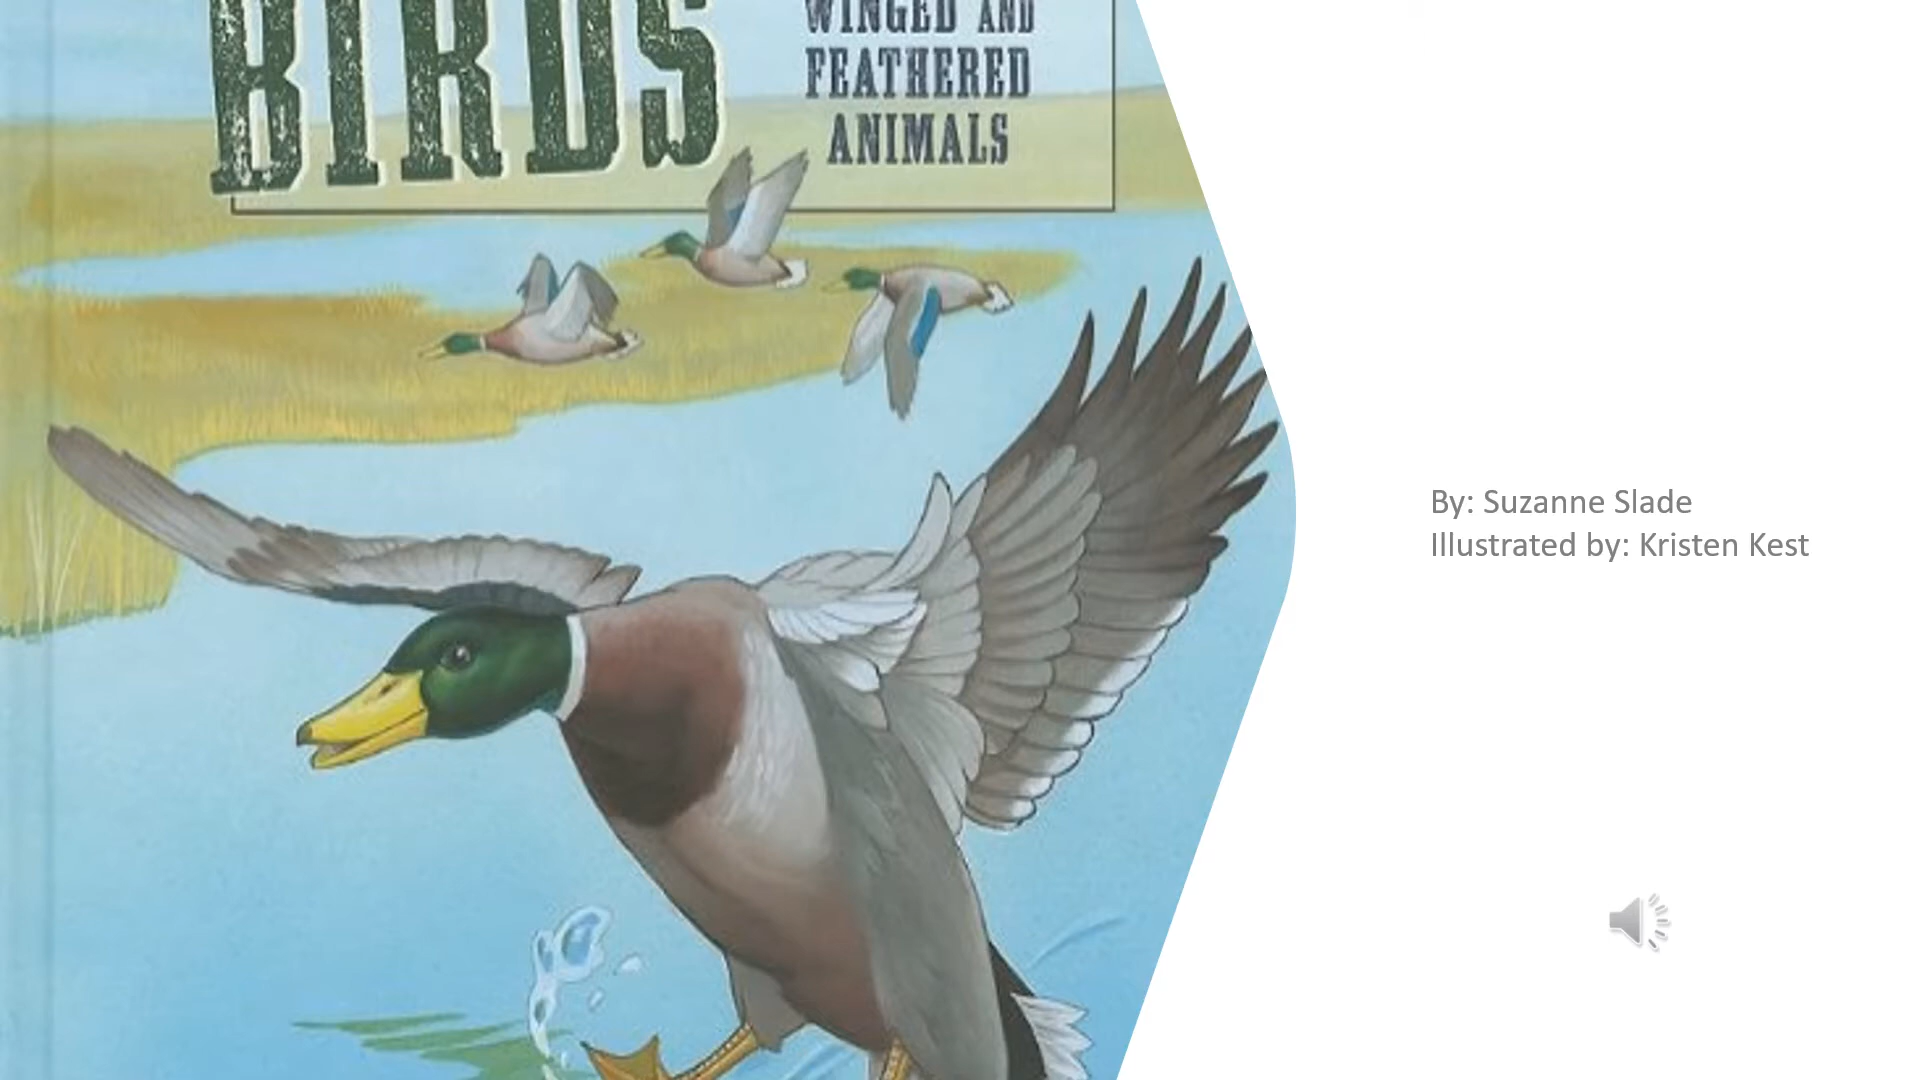 BIRDS
WINGED AND
FEATHERED
ANIMALS
By: Suzanne Slade
Illustrated by: Kristen Kest